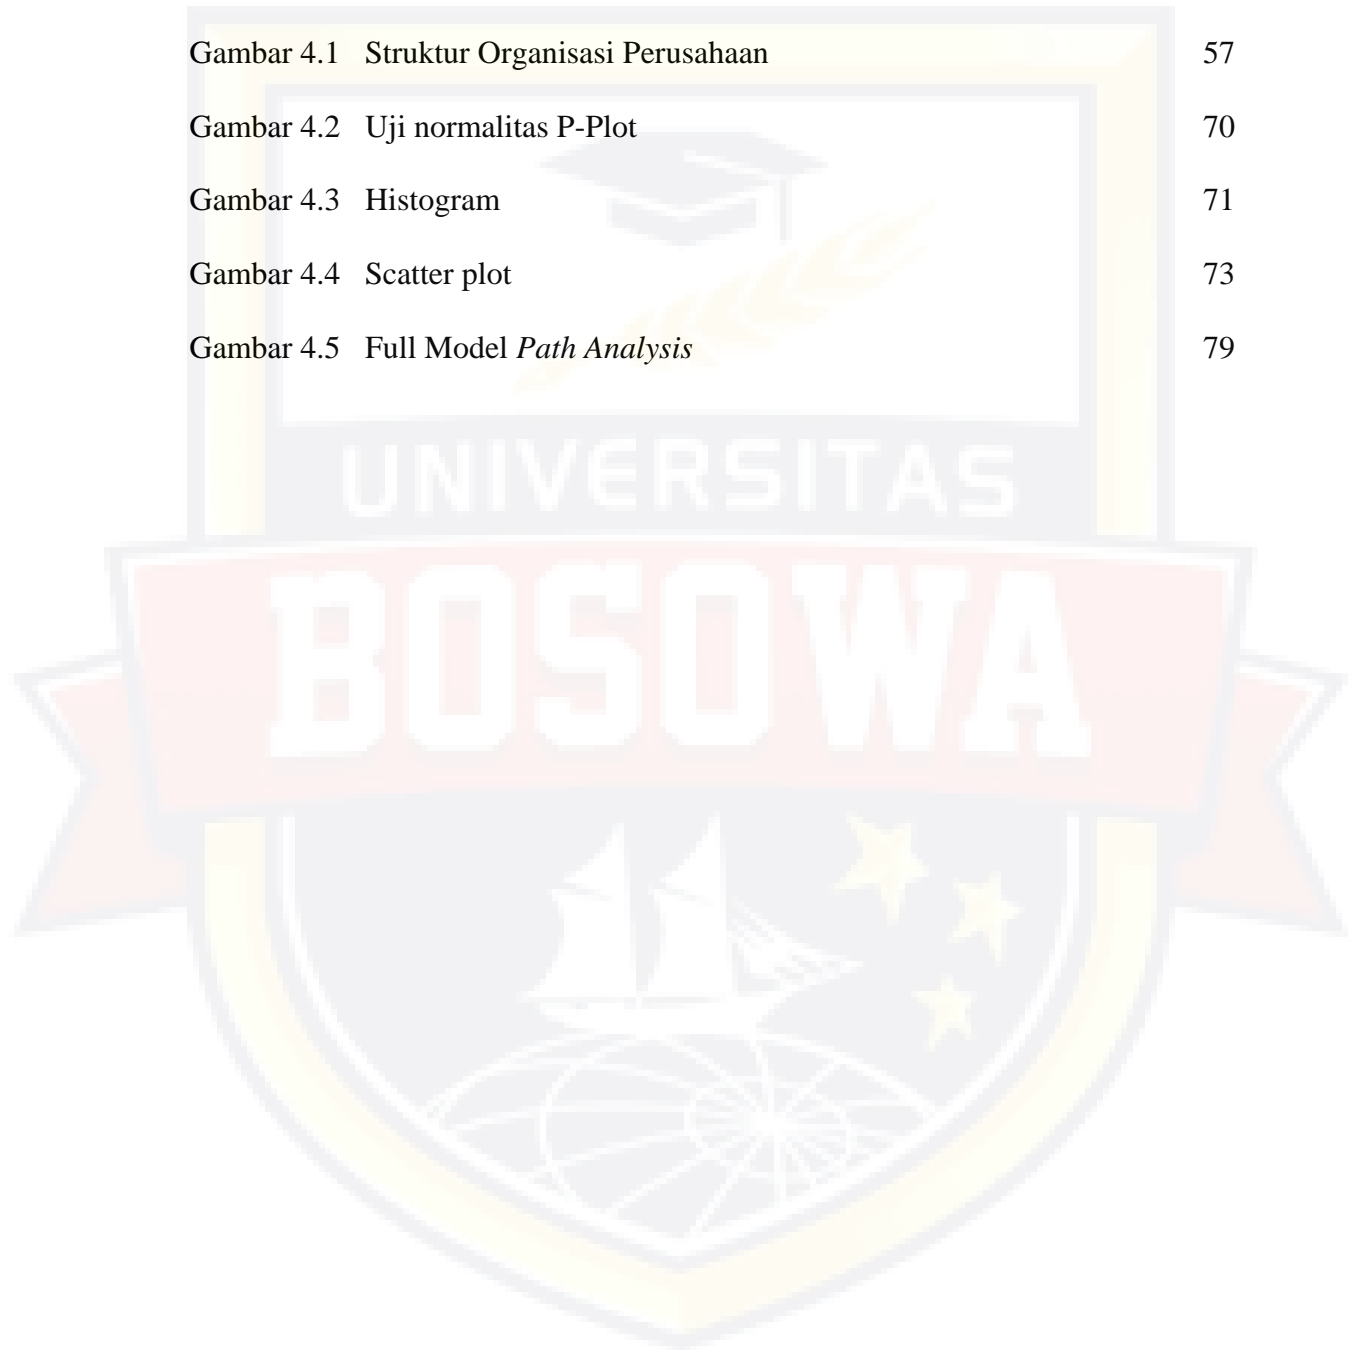 Gambar 4.1 Struktur Organisasi Perusahaan 57
Gambar 4.2 Uji normalitas P-Plot 70
Gambar 4.3 Histogram 71
Gambar 4.4 Scatter plot 73
Gambar 4.5 Full Model Path Analysis 79
UNIVERSITAS
BOSOWA